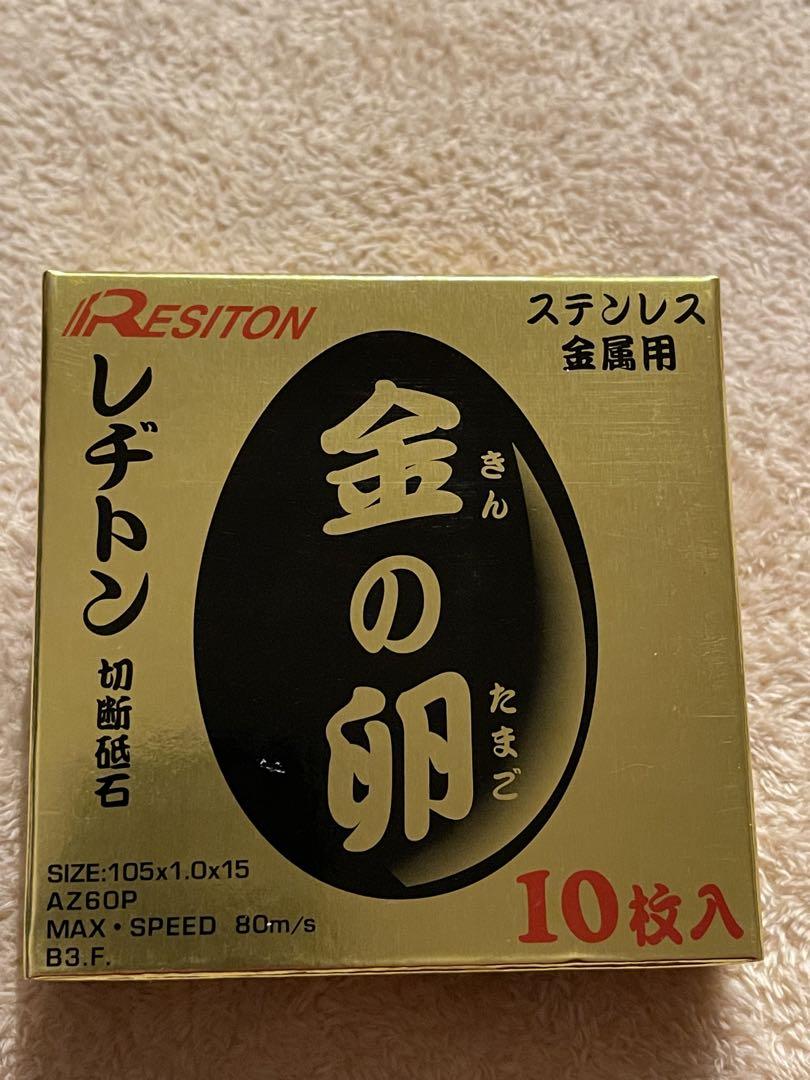 RESITON
ステンレス
金属用
レヂトン
切断砥石
金の卵
きん
たまご
SIZE:105x1.0x15
AZ60P
MAX・SPEED 80m/s
B3.F.
10枚入